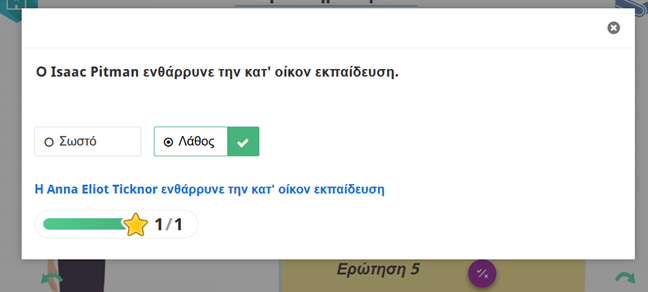 Ο Isaac Pitman ενθάρρυνε την κατ' οίκον εκπαίδευση.
Σωστό
Λάθος
Η Anna Eliot Ticknor ενθάρρυνε την κατ' οίκον εκπαίδευση
1/1
Ερώτηση 5